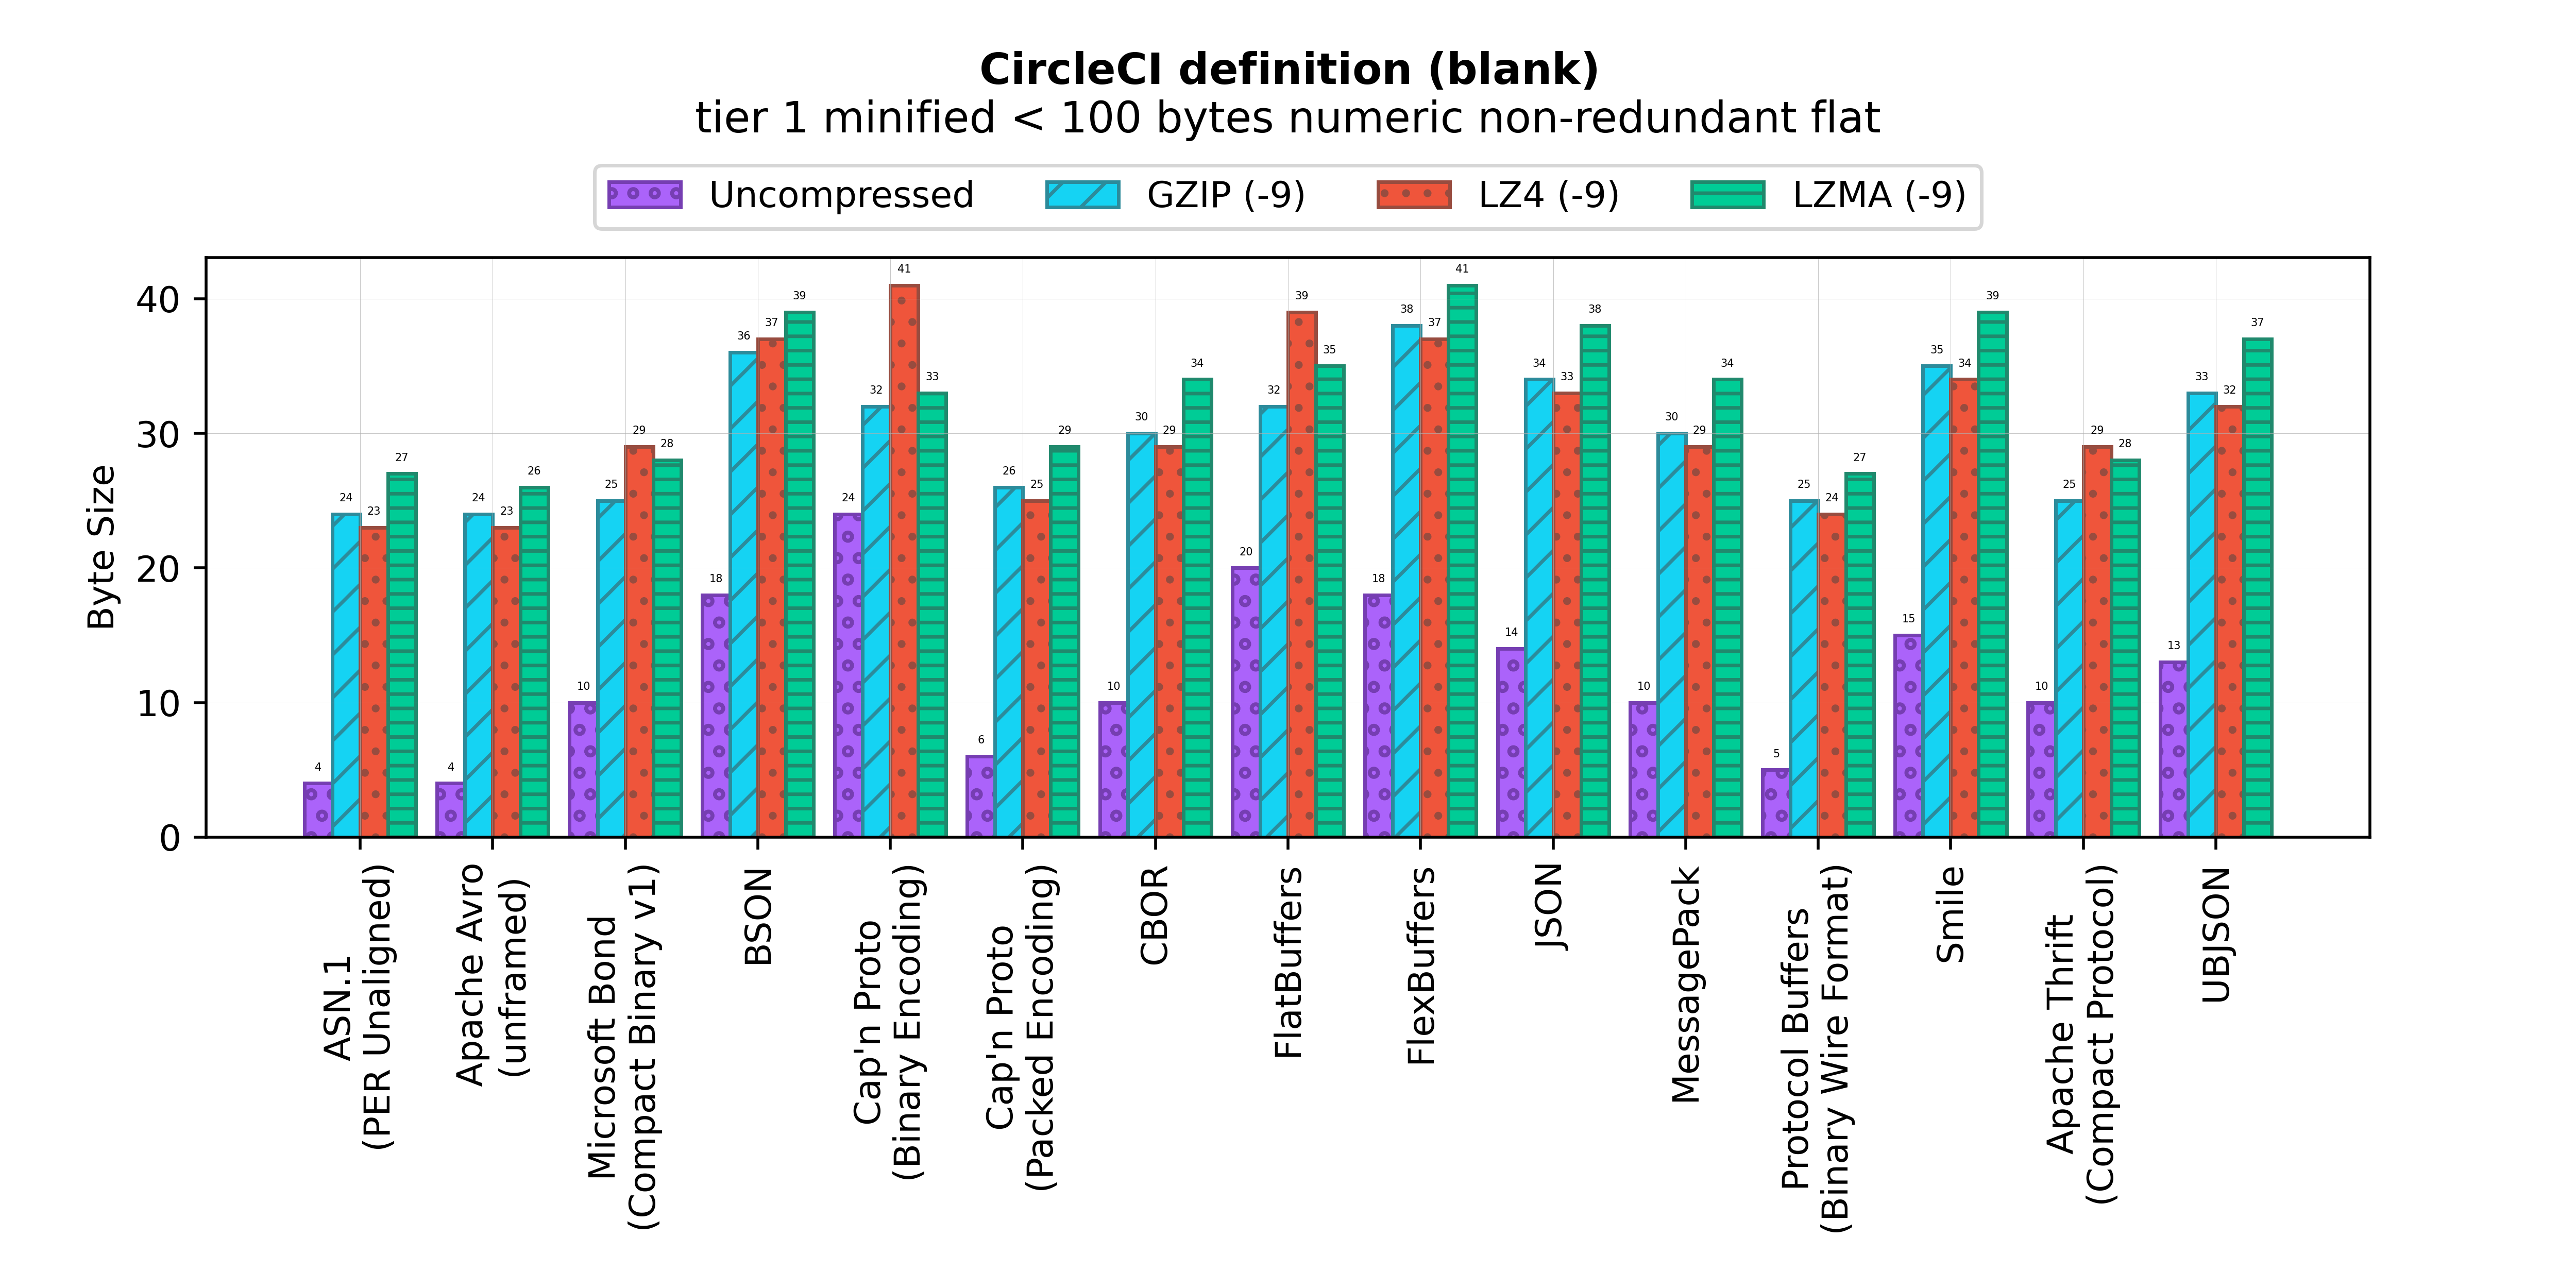 CircleCI definition (blank)
tier 1 minified < 100 bytes numeric non-redundant flat
Uncompressed
GZIP (-9)
LZ4 (-9)
LZMA (-9)
Byte Size
40
30
20
10
0
4
24
23
27
4
24
23
26
10
25
29
28
18
36
37
39
24
32
41
33
6
26
25
29
10
30
29
34
20
32
39
35
18
38
37
41
14
34
33
38
10
30
29
34
5
25
24
27
15
35
34
39
10
25
29
28
13
33
32
37
ASN.1
(PER Unaligned)
Apache Avro
(unframed)
Microsoft Bond
(Compact Binary v1)
BSON
Cap'n Proto
(Binary Encoding)
Cap'n Proto
(Packed Encoding)
CBOR
FlatBuffers
FlexBuffers
JSON
MessagePack
Protocol Buffers
(Binary Wire Format)
Smile
Apache Thrift
(Compact Protocol)
UBJSON